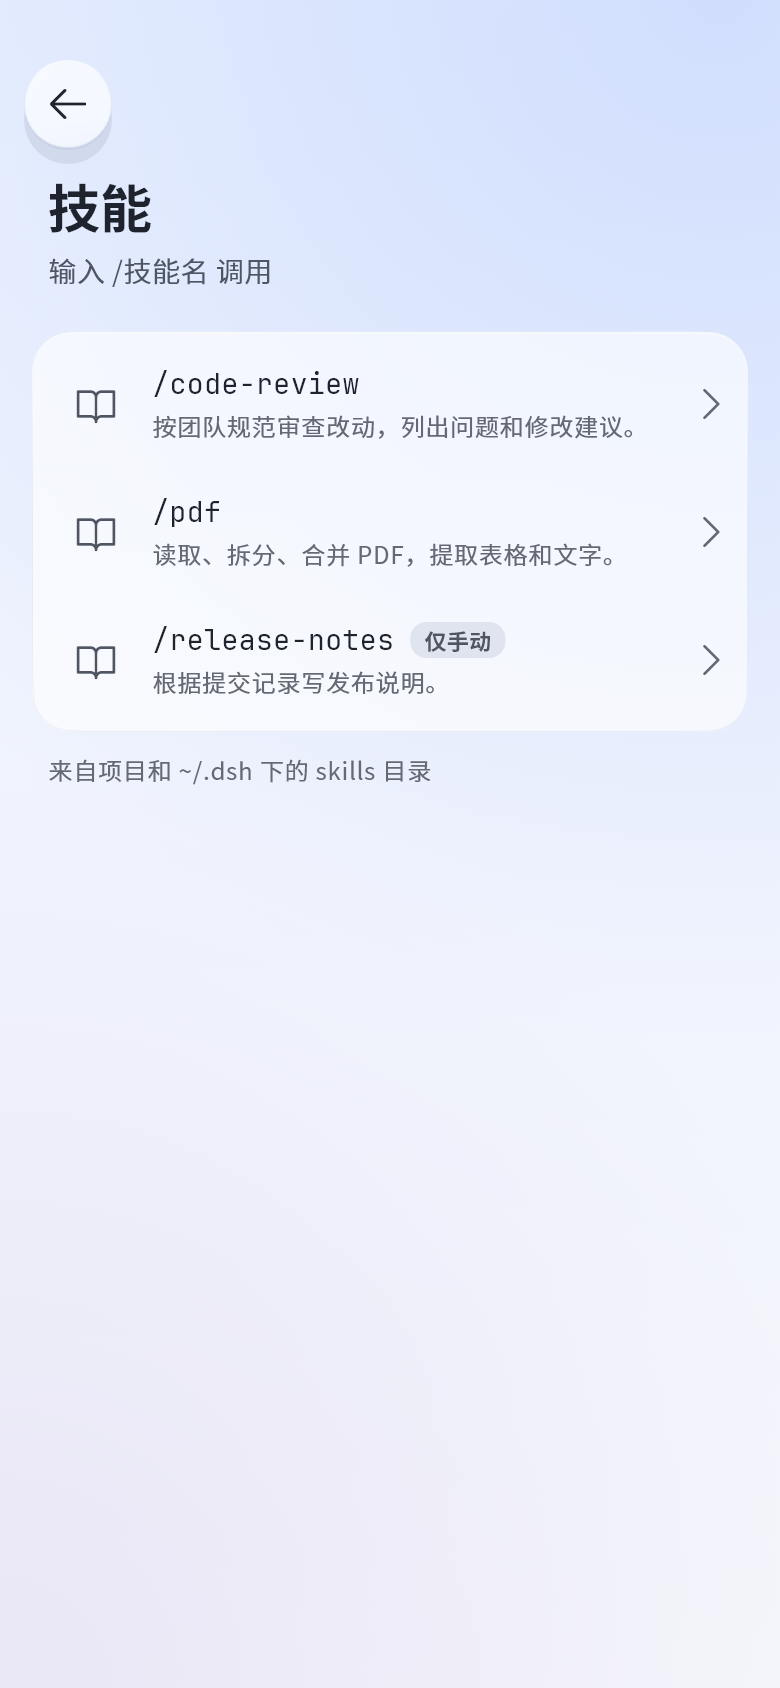 技能
输入 /技能名 调用
/code-review
按团队规范审查改动，列出问题和修改建议。
/pdf
读取、拆分、合并 PDF，提取表格和文字。
/release-notes 仅手动
根据提交记录写发布说明。
来自项目和 ~/.dsh 下的 skills 目录